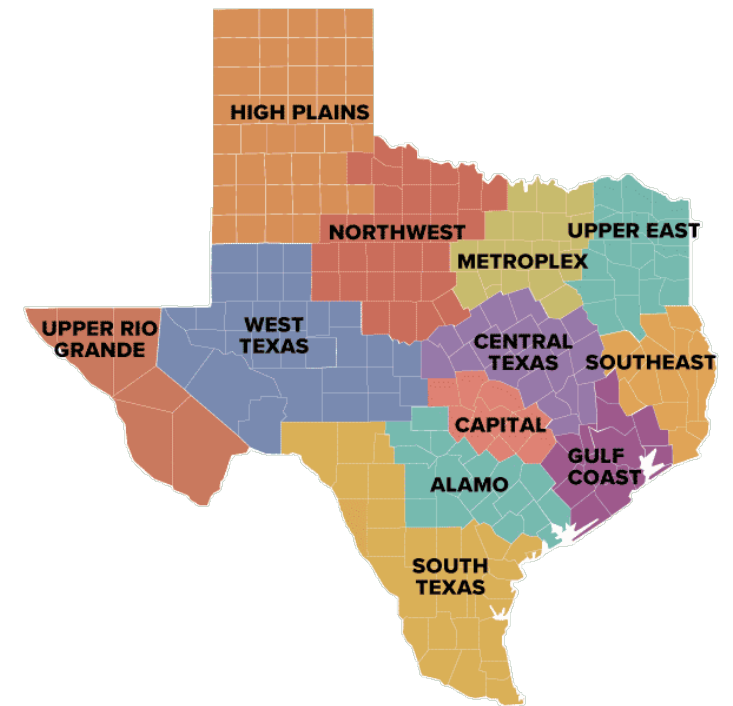 HIGH PLAINS
NORTHWEST
UPPER EAST
METROPLEX
UPPER RIO
GRANDE
WEST
TEXAS
CENTRAL
TEXAS
SOUTHEAST
CAPITAL
GULF
COAST
ALAMO
SOUTH
TEXAS